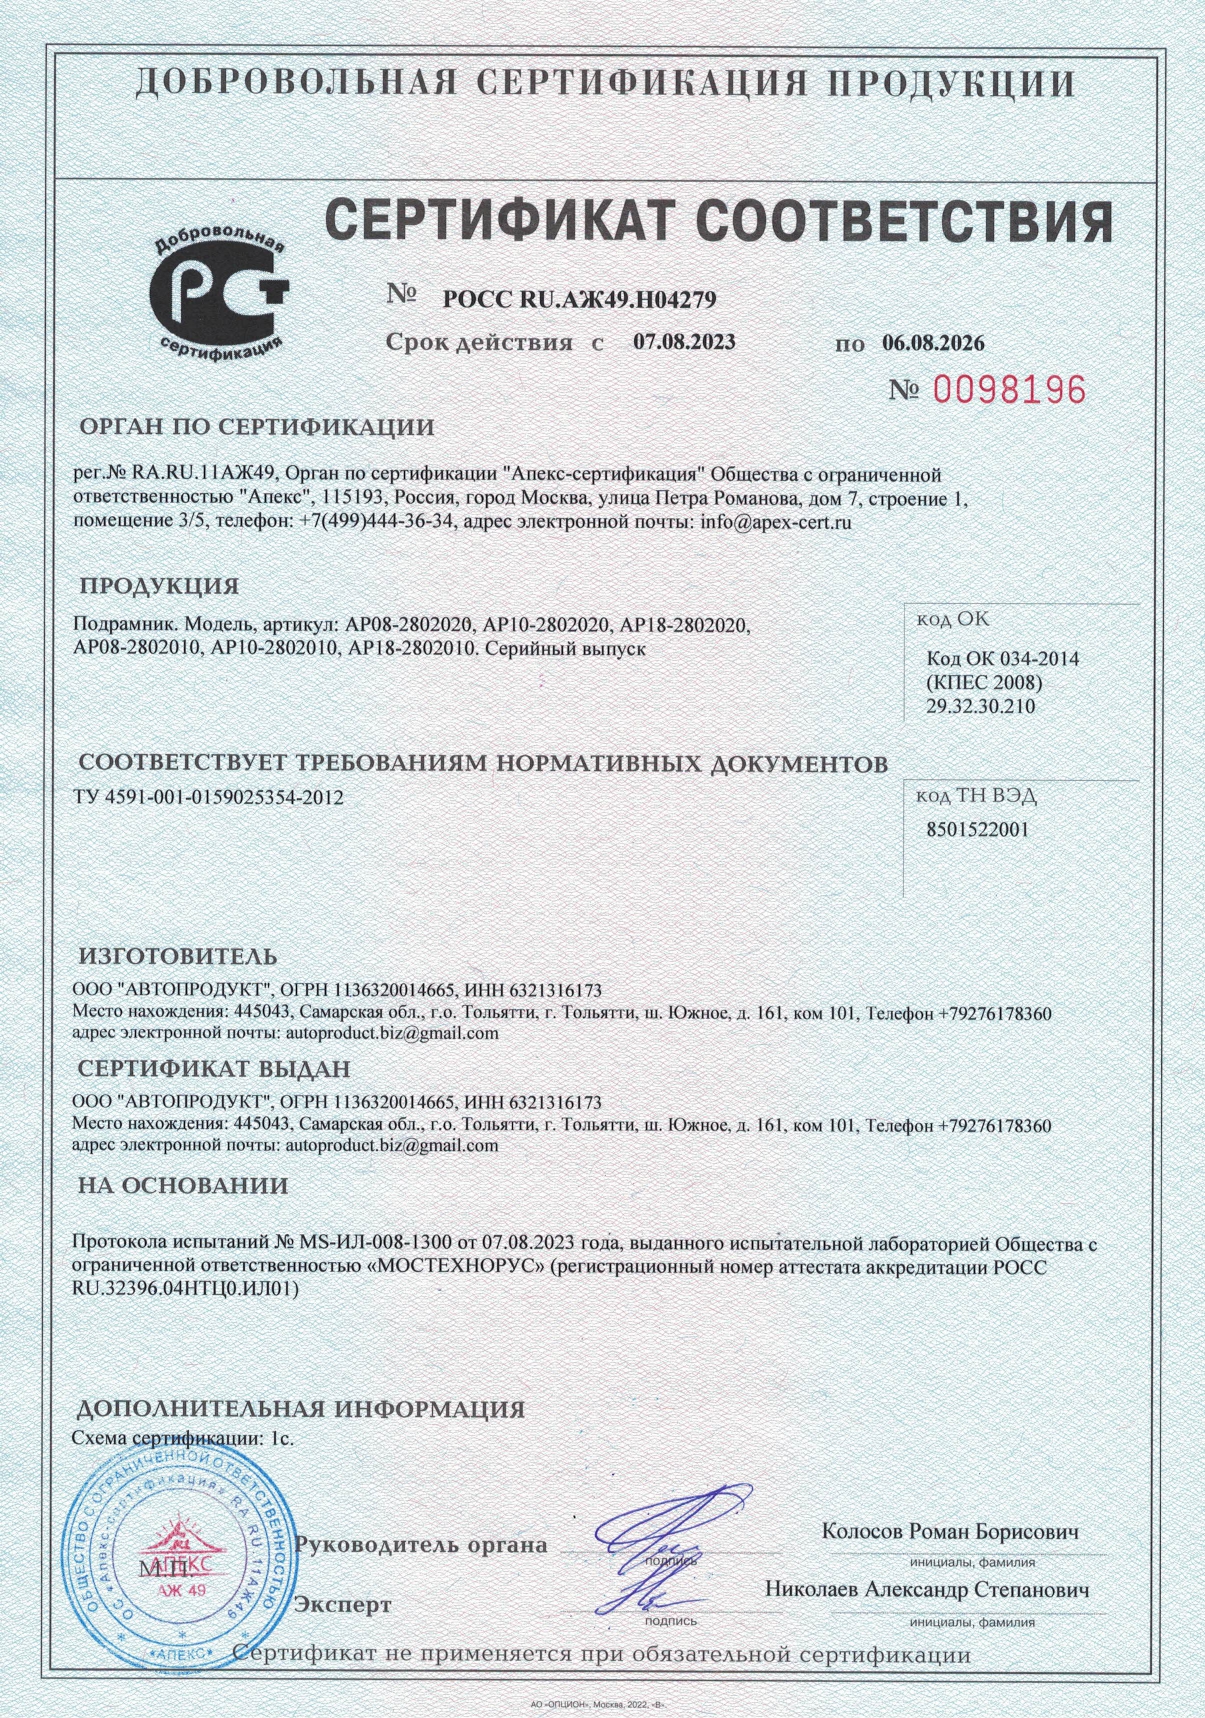 ДОБРОВОЛЬНАЯ СЕРТИФИКАЦИЯ ПРОДУКЦИИ
СЕРТИФИКАТ СООТВЕТСТВИЯ
Добровольная
РСТ
сертификация
№ РОСС RU.АЖ49.Н04279
Срок действия с 07.08.2023 по 06.08.2026
№ 0098196
ОРГАН ПО СЕРТИФИКАЦИИ
рег.№ RA.RU.11АЖ49, Орган по сертификации "Апекс-сертификация" Общества с ограниченной
ответственностью "Апекс", 115193, Россия, город Москва, улица Петра Романова, дом 7, строение 1,
помещение 3/5, телефон: +7(499)444-36-34, адрес электронной почты: info@apex-cert.ru
ПРОДУКЦИЯ
Подрамник. Модель, артикул: АР08-2802020, АР10-2802020, АР18-2802020,
АР08-2802010, АР10-2802010, АР18-2802010. Серийный выпуск
код ОК
Код ОК 034-2014
(КПЕС 2008)
29.32.30.210
СООТВЕТСТВУЕТ ТРЕБОВАНИЯМ НОРМАТИВНЫХ ДОКУМЕНТОВ
ТУ 4591-001-0159025354-2012
код ТН ВЭД
8501522001
ИЗГОТОВИТЕЛЬ
ООО "АВТОПРОДУКТ", ОГРН 1136320014665, ИНН 6321316173
Место нахождения: 445043, Самарская обл., г.о. Тольятти, г. Тольятти, ш. Южное, д. 161, ком 101, Телефон +79276178360
адрес электронной почты: autoproduct.biz@gmail.com
СЕРТИФИКАТ ВЫДАН
ООО "АВТОПРОДУКТ", ОГРН 1136320014665, ИНН 6321316173
Место нахождения: 445043, Самарская обл., г.о. Тольятти, г. Тольятти, ш. Южное, д. 161, ком 101, Телефон +79276178360
адрес электронной почты: autoproduct.biz@gmail.com
НА ОСНОВАНИИ
Протокола испытаний № MS-ИЛ-008-1300 от 07.08.2023 года, выданного испытательной лабораторией Общества с
ограниченной ответственностью «МОСТЕХНОРУС» (регистрационный номер аттестата аккредитации РОСС
RU.32396.04НТЦ0.ИЛ01)
ДОПОЛНИТЕЛЬНАЯ ИНФОРМАЦИЯ
Схема сертификации: 1с.
ОБЩЕСТВО С ОГРАНИЧЕННОЙ ОТВЕТСТВЕННОСТЬЮ
* «АПЕКС» *
ОС «Апекс-сертификация» RA RU 11АЖ49
АПЕКС
АЖ 49
М.П.
Руководитель органа
подпись
Колосов Роман Борисович
инициалы, фамилия
Эксперт
подпись
Николаев Александр Степанович
инициалы, фамилия
Сертификат не применяется при обязательной сертификации
АО «ОПЦИОН», Москва, 2022, «В».